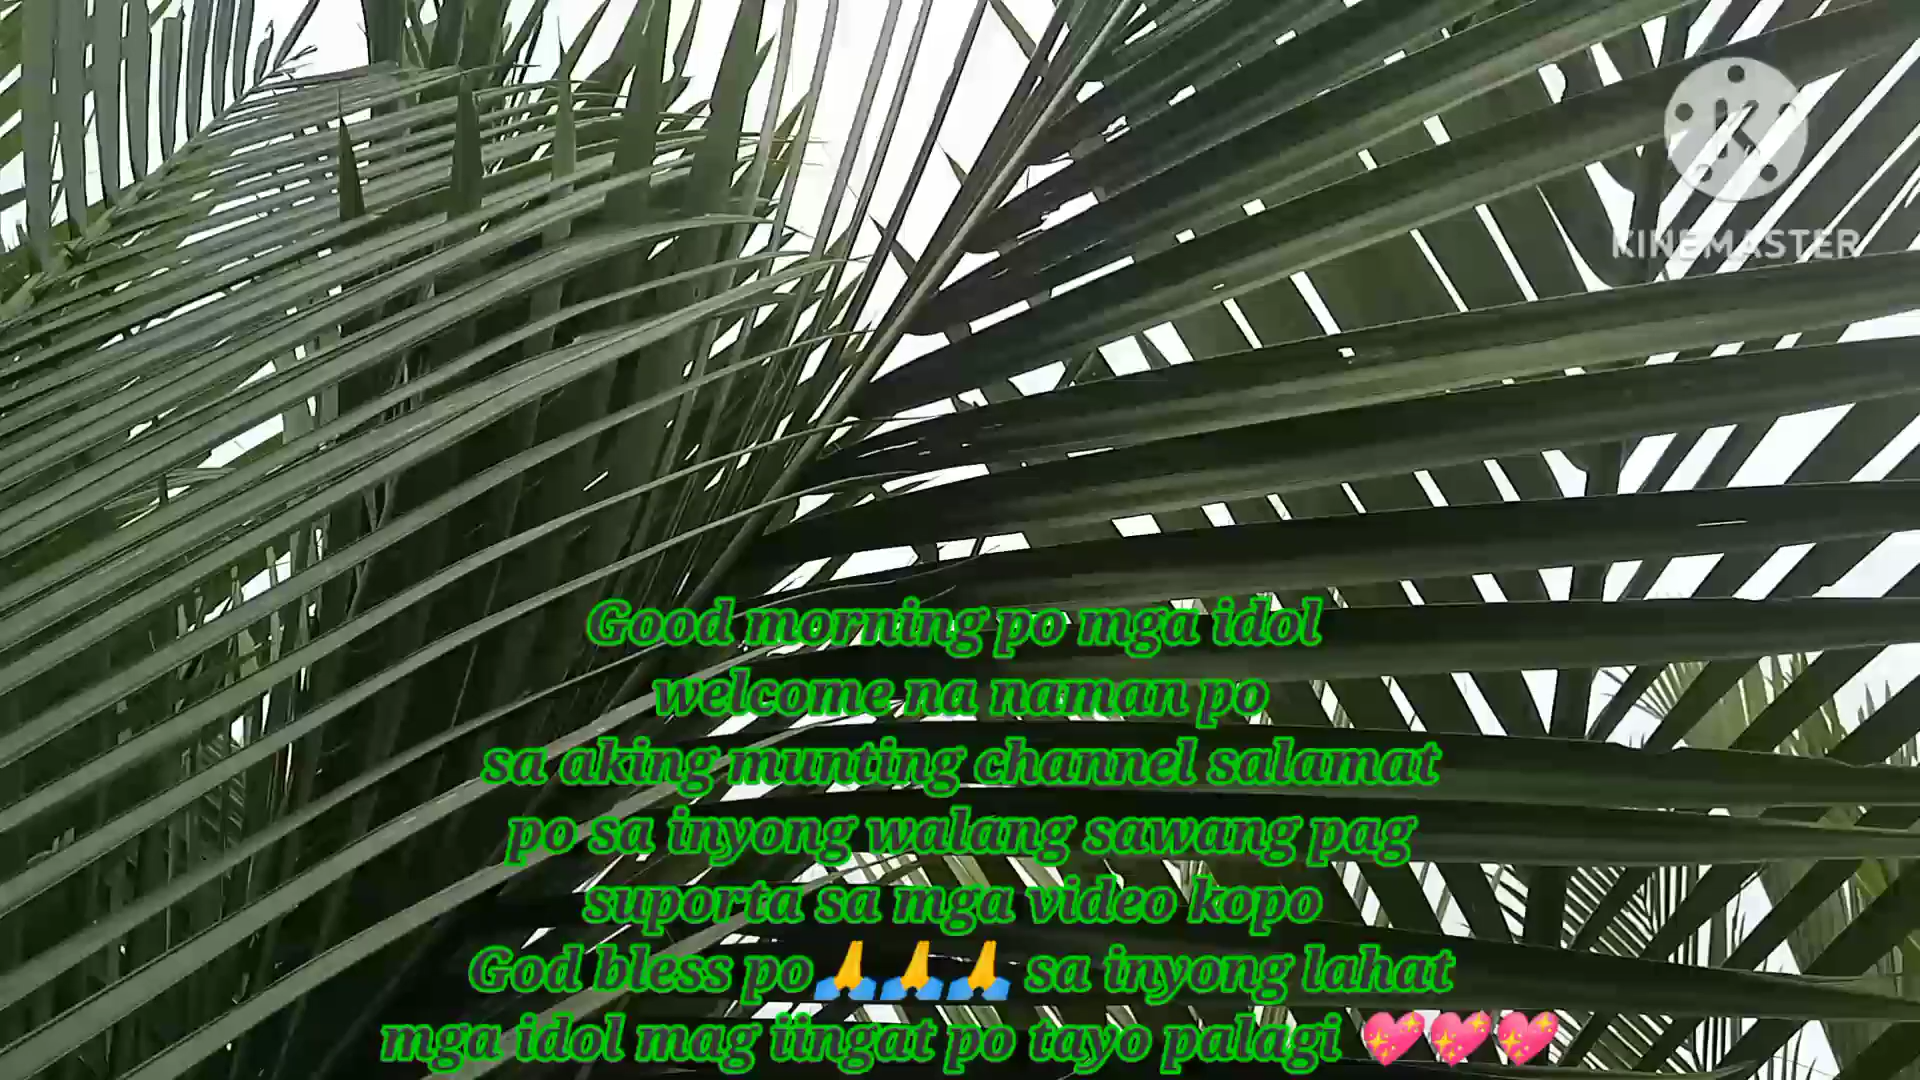 KINEMASTER
Good morning po mga idol
welcome na naman po
sa aking munting channel salamat
po sa inyong walang sawang pag
suporta sa mga video kopo
God bless po🙏🙏🙏 sa inyong lahat
mga idol mag iingat po tayo palagi 💖💖💖